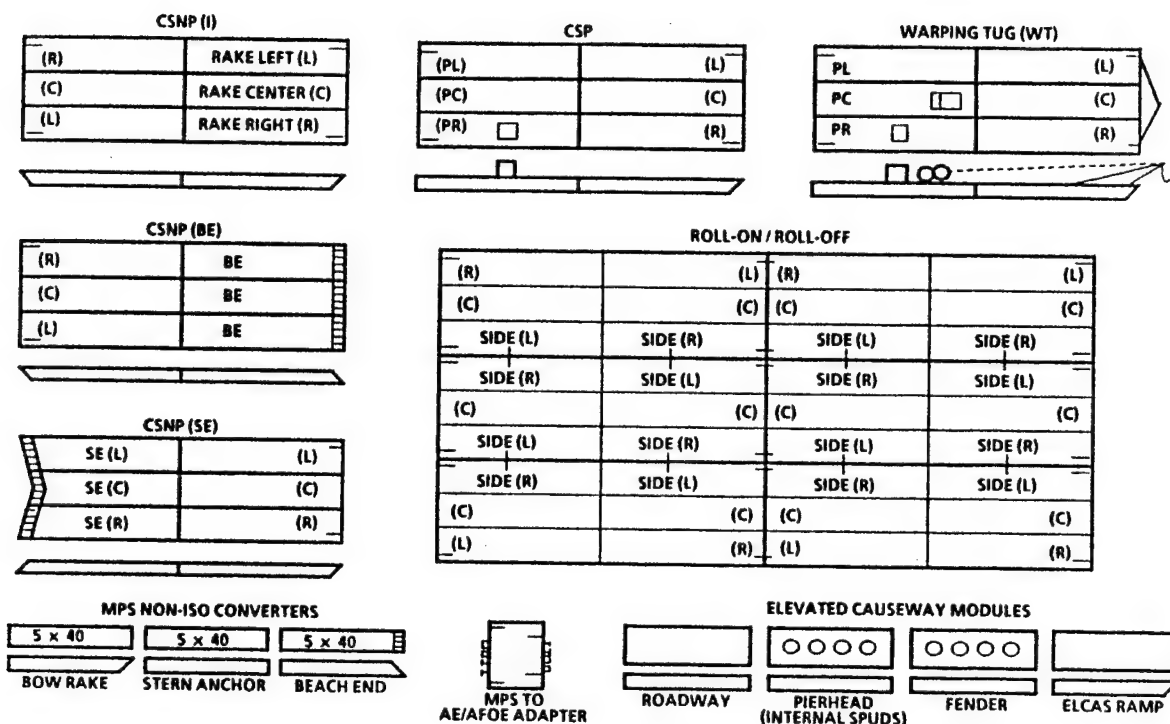 CSNP (I)
(R) RAKE LEFT (L)
(C) RAKE CENTER (C)
(L) RAKE RIGHT (R)
CSP
(PL) (L)
(PC) (C)
(PR) (R)
WARPING TUG (WT)
PL (L)
PC (C)
PR (R)
CSNP (BE)
(R) BE
(C) BE
(L) BE
CSNP (SE)
SE (L) (L)
SE (C) (C)
SE (R) (R)
ROLL-ON / ROLL-OFF
(R) (L) (R) (L)
(C) (C) (C) (C)
SIDE (L) SIDE (R) SIDE (L) SIDE (R)
SIDE (R) SIDE (L) SIDE (R) SIDE (L)
(C) (C) (C) (C)
SIDE (L) SIDE (R) SIDE (L) SIDE (R)
SIDE (R) SIDE (L) SIDE (R) SIDE (L)
(C) (C) (C) (C)
(L) (R) (L) (R)
MPS NON-ISO CONVERTERS
5 x 40 5 x 40 5 x 40
BOW RAKE STERN ANCHOR BEACH END
MPS TO
AE/AFOE ADAPTER
ELEVATED CAUSEWAY MODULES
ROADWAY PIERHEAD FENDER ELCAS RAMP
(INTERNAL SPUDS)